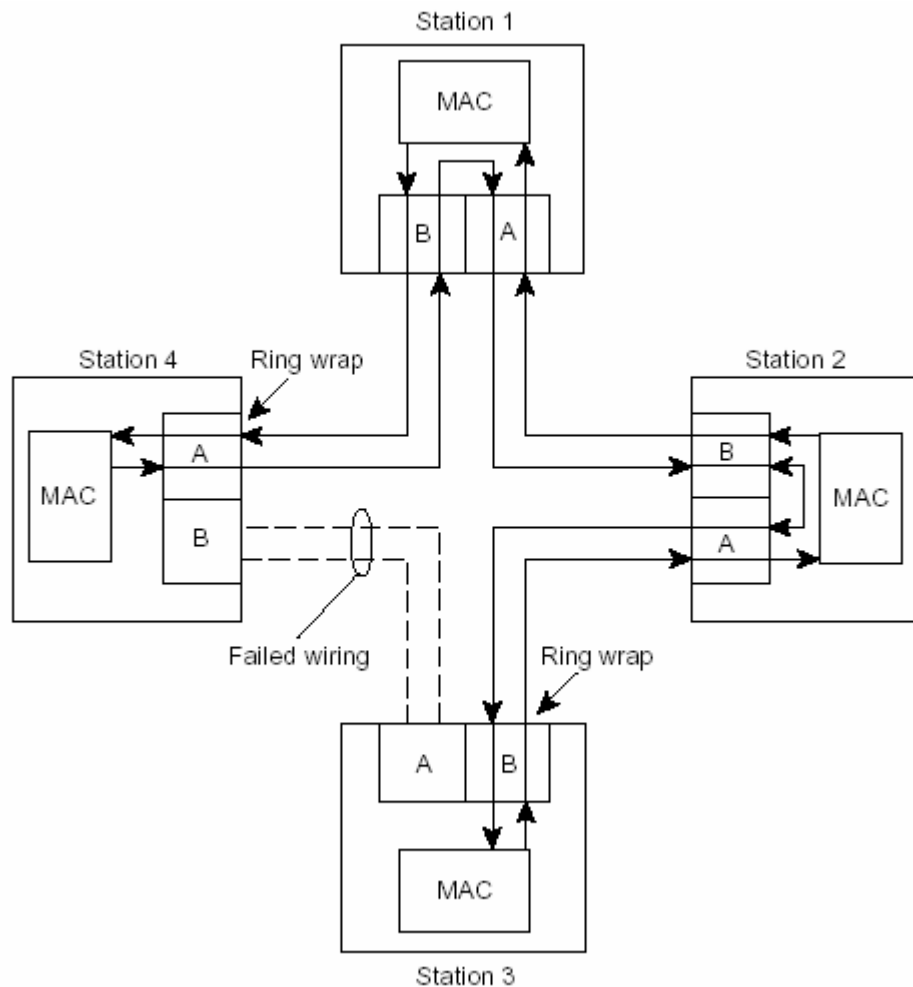 Station 1
MAC
B
A
Station 4
Ring wrap
Station 2
A
MAC
B
B
MAC
A
Failed wiring
Ring wrap
A
B
MAC
Station 3